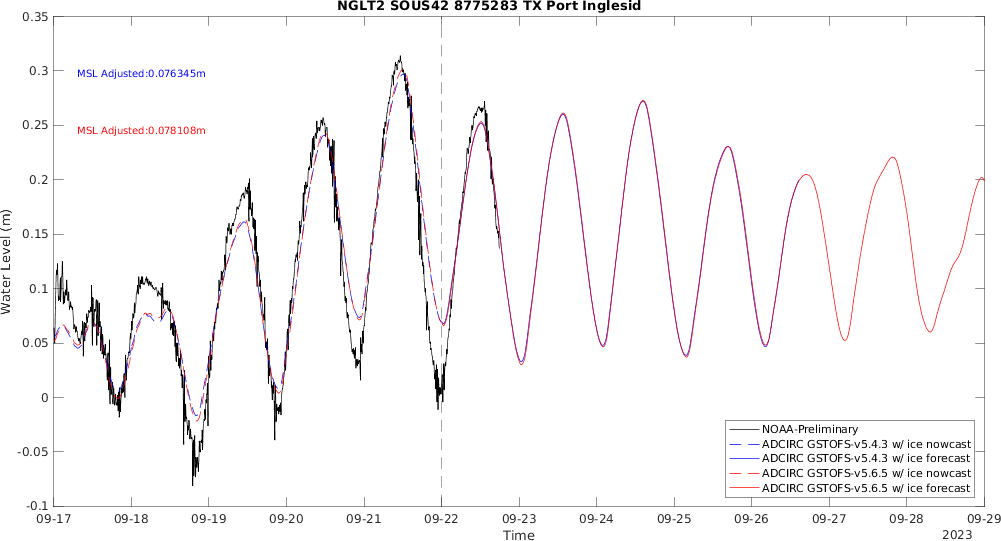 NGLT2 SOUS42 8775283 TX Port Inglesid
0.35
0.3
0.25
0.2
0.15
0.1
0.05
0
-0.05
-0.1
Water Level (m)
MSL Adjusted:0.076345m
MSL Adjusted:0.078108m
NOAA-Preliminary
ADCIRC GSTOFS-v5.4.3 w/ ice nowcast
ADCIRC GSTOFS-v5.4.3 w/ ice forecast
ADCIRC GSTOFS-v5.6.5 w/ ice nowcast
ADCIRC GSTOFS-v5.6.5 w/ ice forecast
09-17 09-18 09-19 09-20 09-21 09-22 09-23 09-24 09-25 09-26 09-27 09-28 09-29
Time
2023